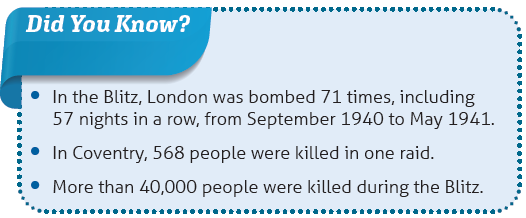 Did You Know?
• In the Blitz, London was bombed 71 times, including
57 nights in a row, from September 1940 to May 1941.
• In Coventry, 568 people were killed in one raid.
• More than 40,000 people were killed during the Blitz.